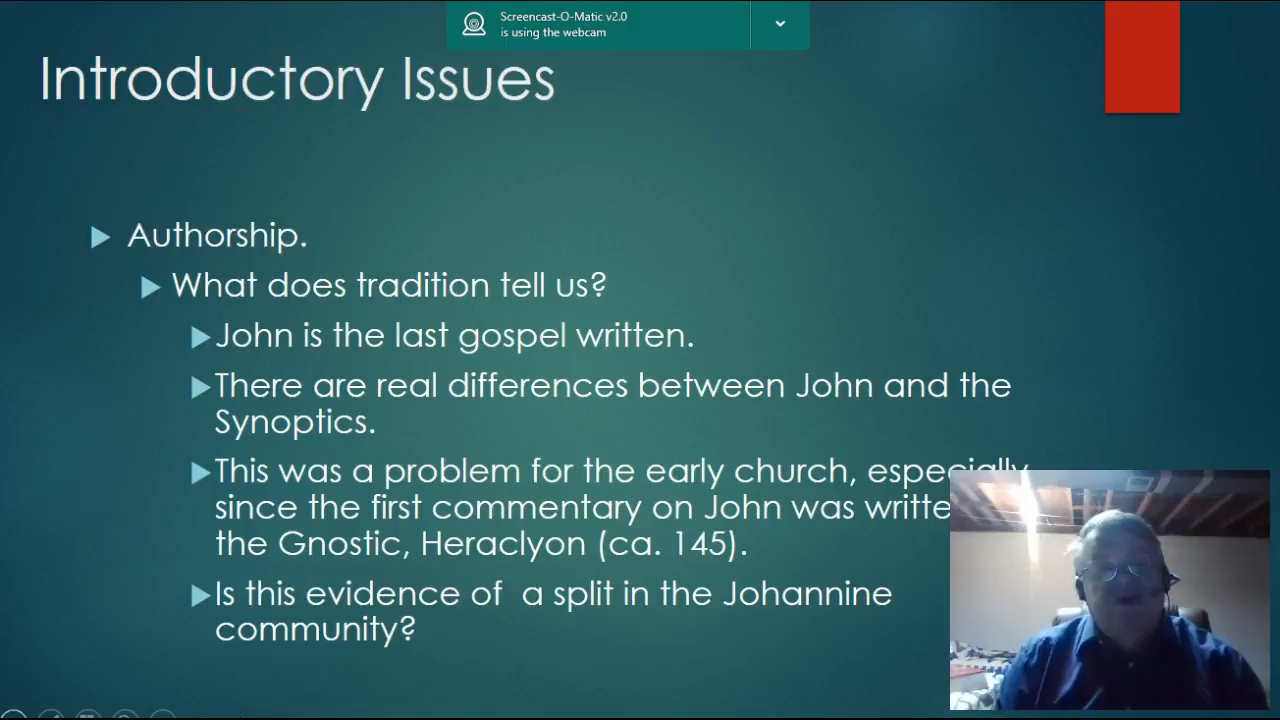 Screencast-O-Matic v2.0
is using the webcam
Introductory Issues
Authorship.
What does tradition tell us?
John is the last gospel written.
There are real differences between John and the
Synoptics.
This was a problem for the early church, especially
since the first commentary on John was writte
the Gnostic, Heraclyon (ca. 145).
Is this evidence of a split in the Johannine
community?